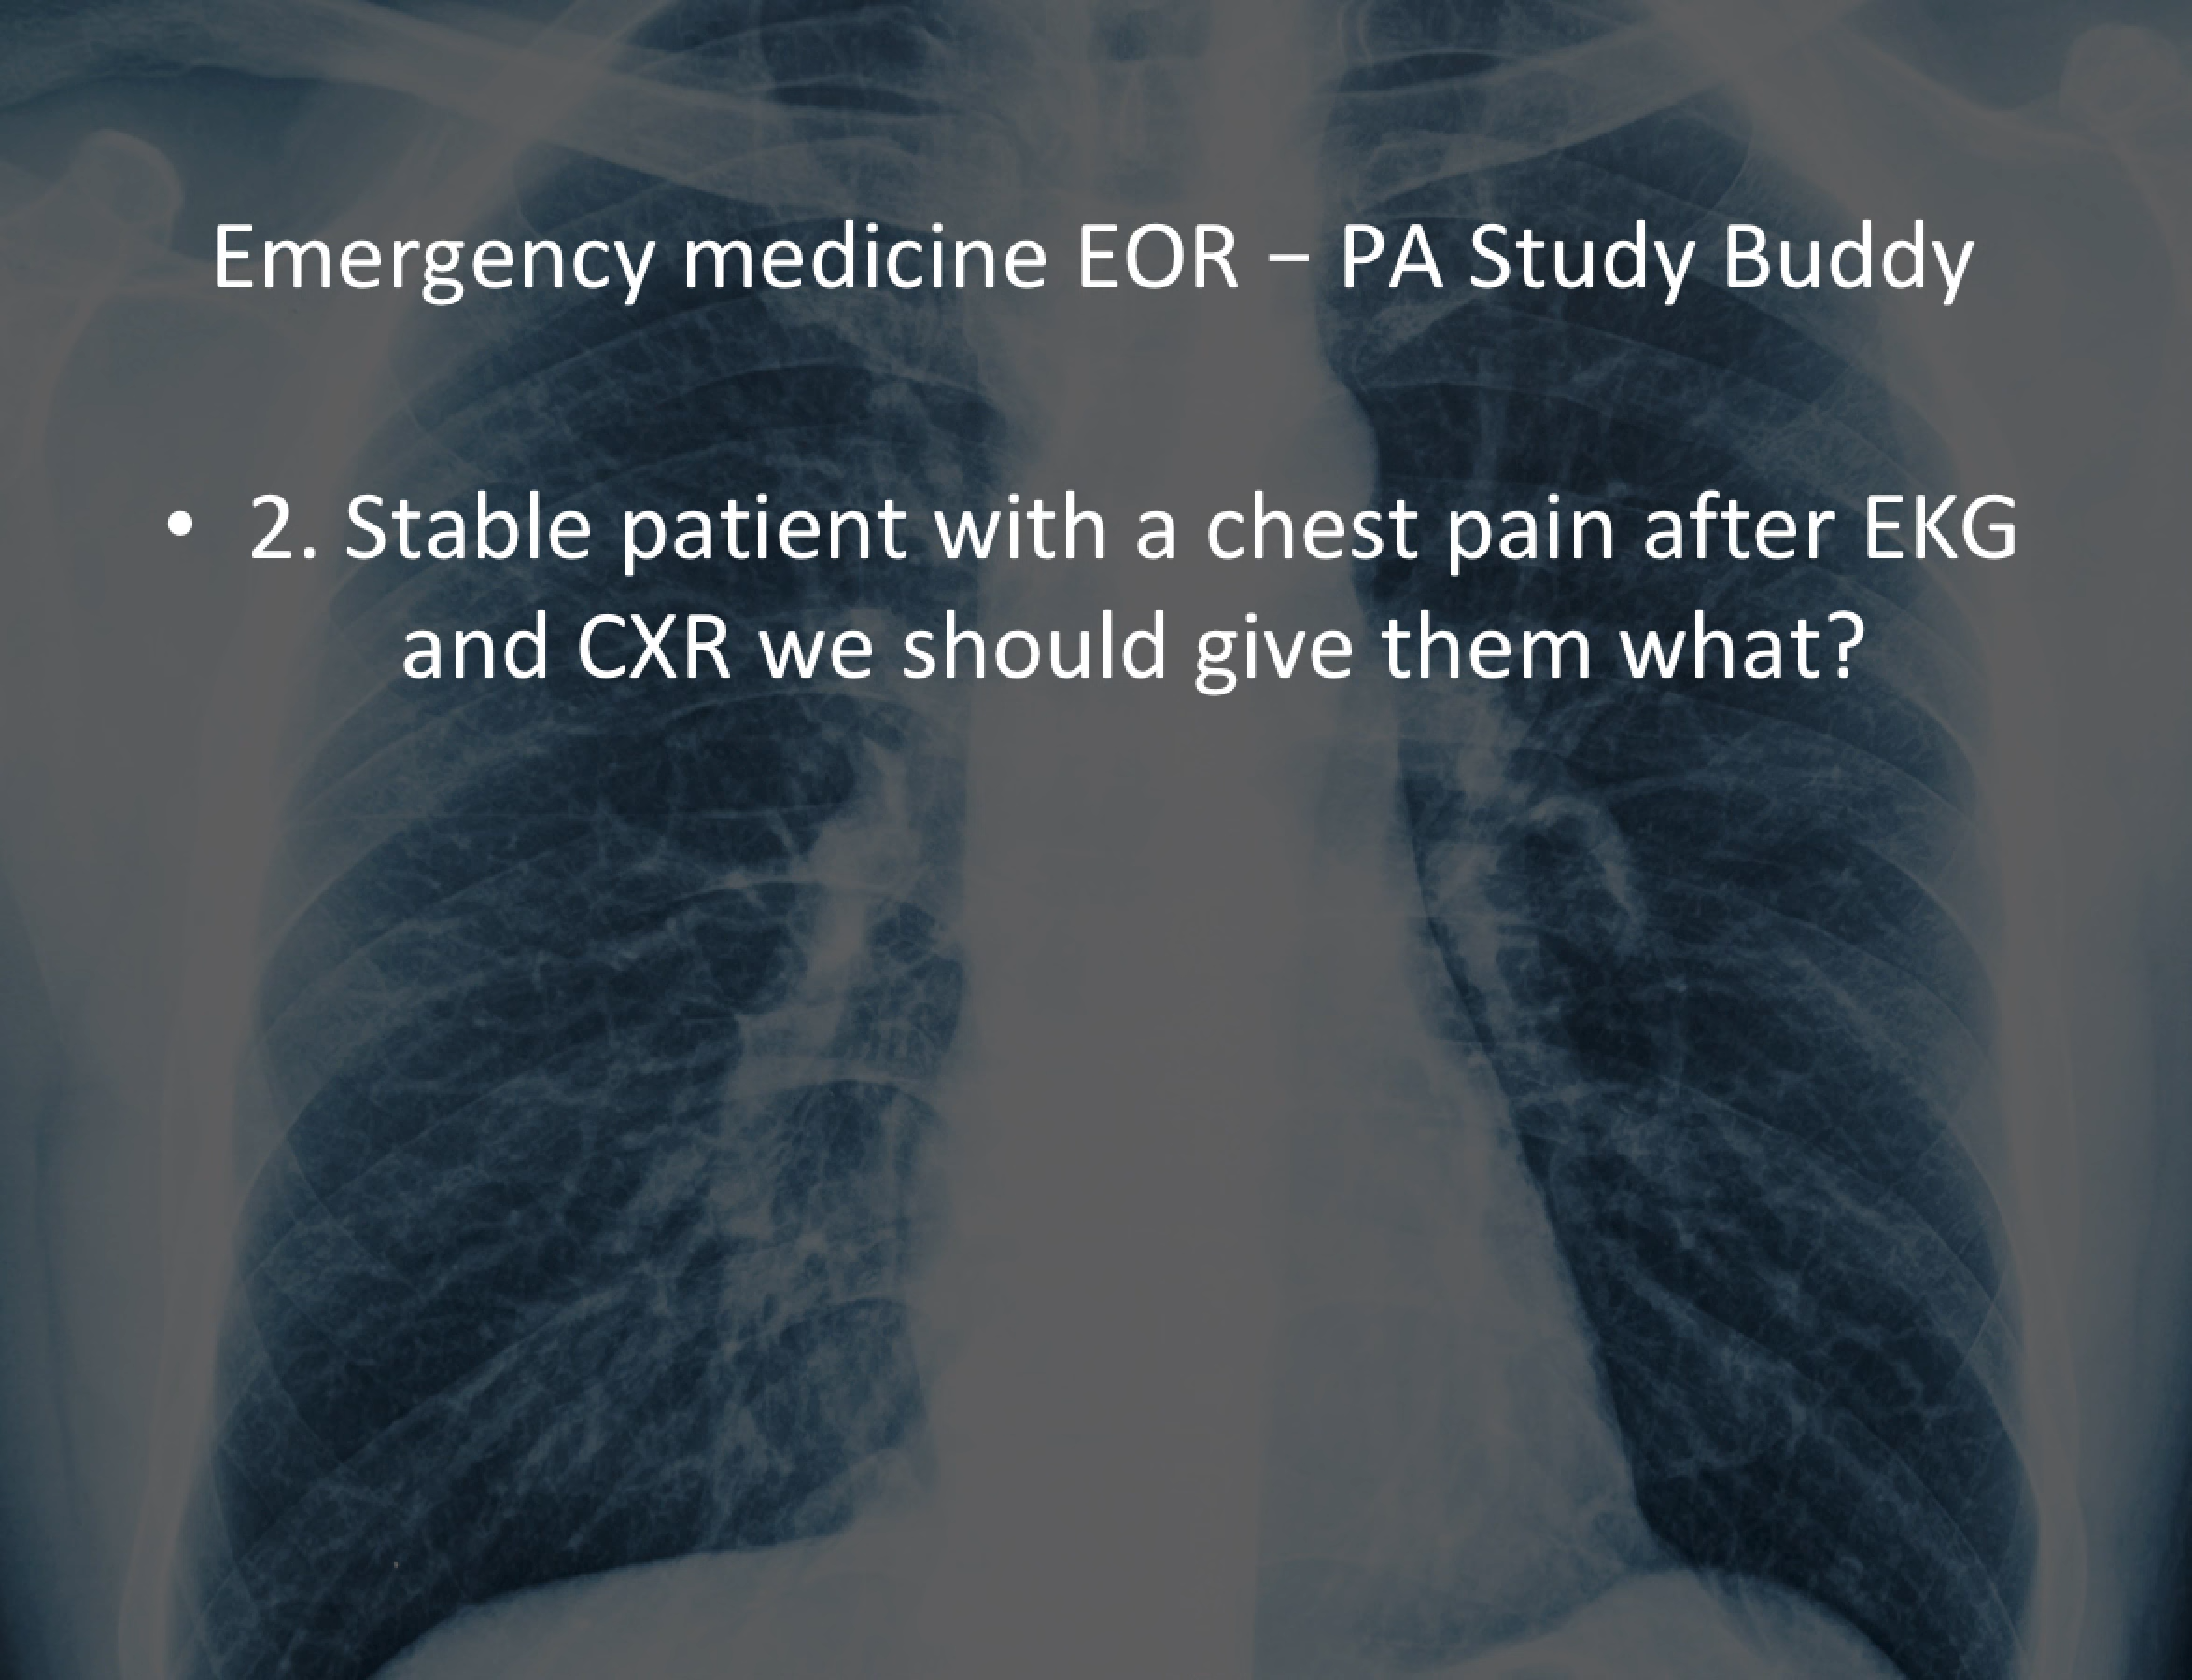 Emergency medicine EOR – PA Study Buddy
• 2. Stable patient with a chest pain after EKG
and CXR we should give them what?